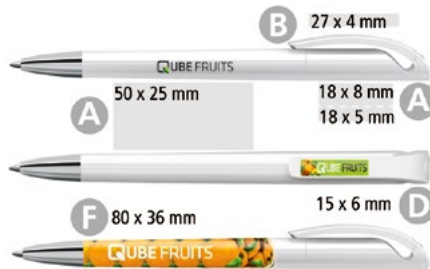 B 27 x 4 mm
QUBE FRUITS
A 50 x 25 mm 18 x 8 mm A
18 x 5 mm
QUBE FRUITS
F 80 x 36 mm 15 x 6 mm D
QUBE FRUITS